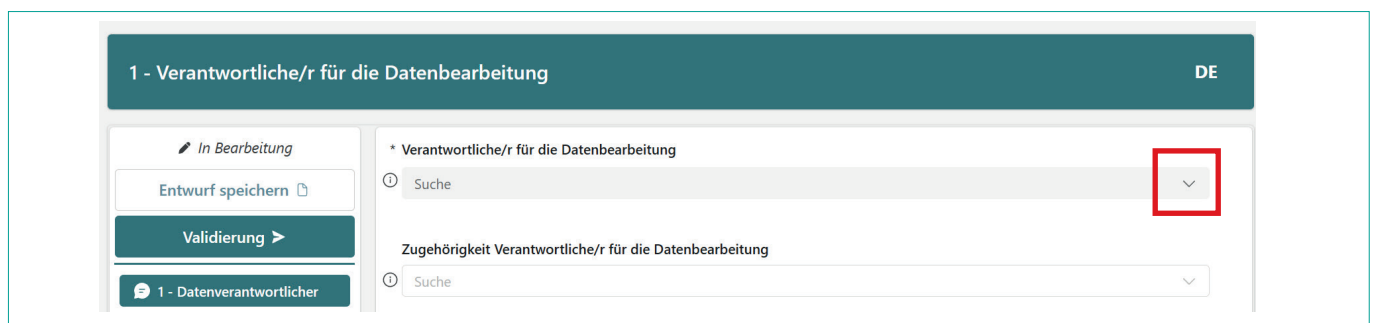 1 - Verantwortliche/r für die Datenbearbeitung DE
In Bearbeitung
Entwurf speichern
Validierung
1 - Datenverantwortlicher
* Verantwortliche/r für die Datenbearbeitung
Suche
Zugehörigkeit Verantwortliche/r für die Datenbearbeitung
Suche